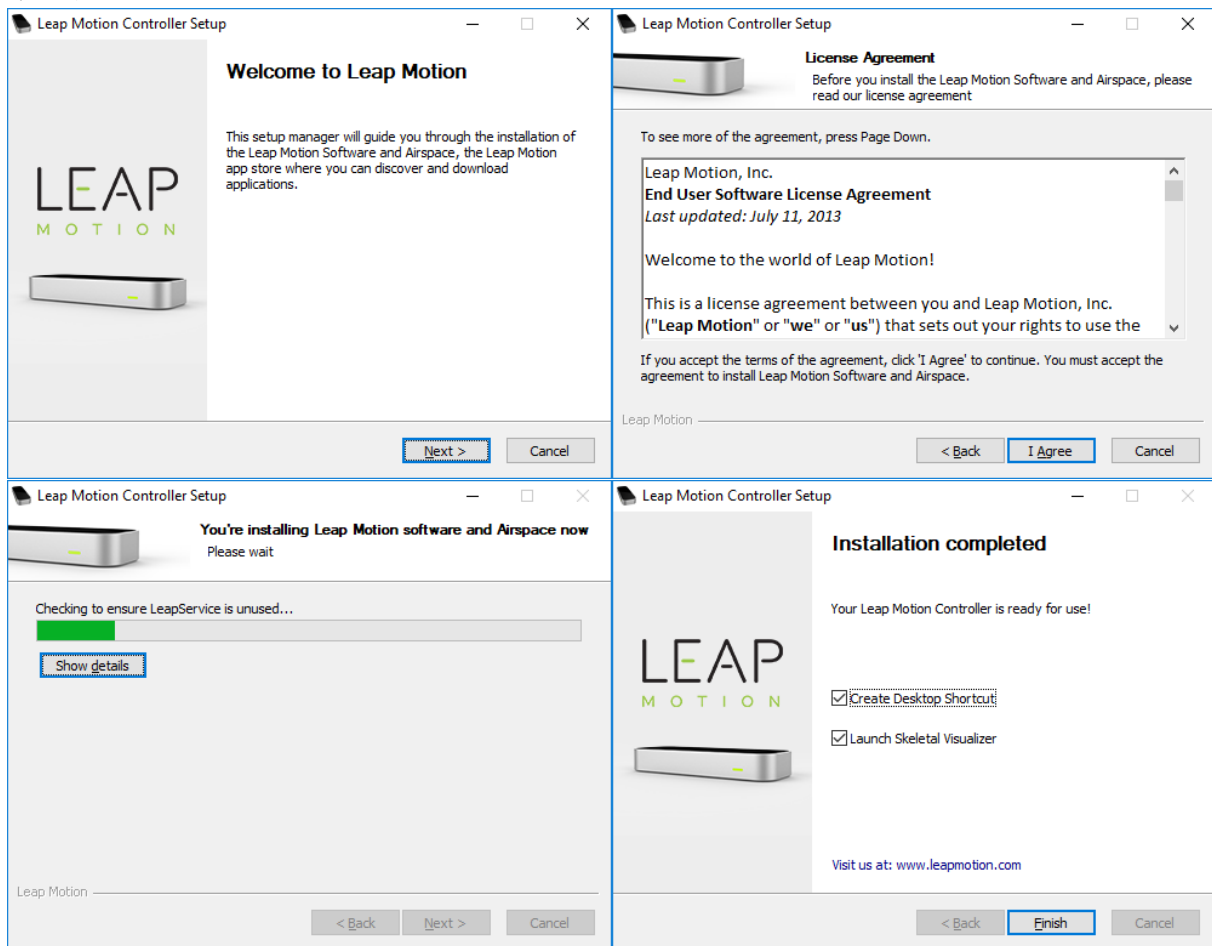 Leap Motion Controller Setup
Welcome to Leap Motion
This setup manager will guide you through the installation of
the Leap Motion Software and Airspace, the Leap Motion
app store where you can discover and download
applications.
LEAP
MOTION
Next >
Cancel
Leap Motion Controller Setup
License Agreement
Before you install the Leap Motion Software and Airspace, please
read our license agreement
To see more of the agreement, press Page Down.
Leap Motion, Inc.
End User Software License Agreement
Last updated: July 11, 2013
Welcome to the world of Leap Motion!
This is a license agreement between you and Leap Motion, Inc.
("Leap Motion" or "we" or "us") that sets out your rights to use the
If you accept the terms of the agreement, click 'I Agree' to continue. You must accept the
agreement to install Leap Motion Software and Airspace.
Leap Motion
< Back
I Agree
Cancel
Leap Motion Controller Setup
You're installing Leap Motion software and Airspace now
Please wait
Checking to ensure LeapService is unused...
Show details
Leap Motion
< Back
Next >
Cancel
Leap Motion Controller Setup
Installation completed
Your Leap Motion Controller is ready for use!
LEAP
MOTION
Create Desktop Shortcut
Launch Skeletal Visualizer
Visit us at: www.leapmotion.com
< Back
Finish
Cancel